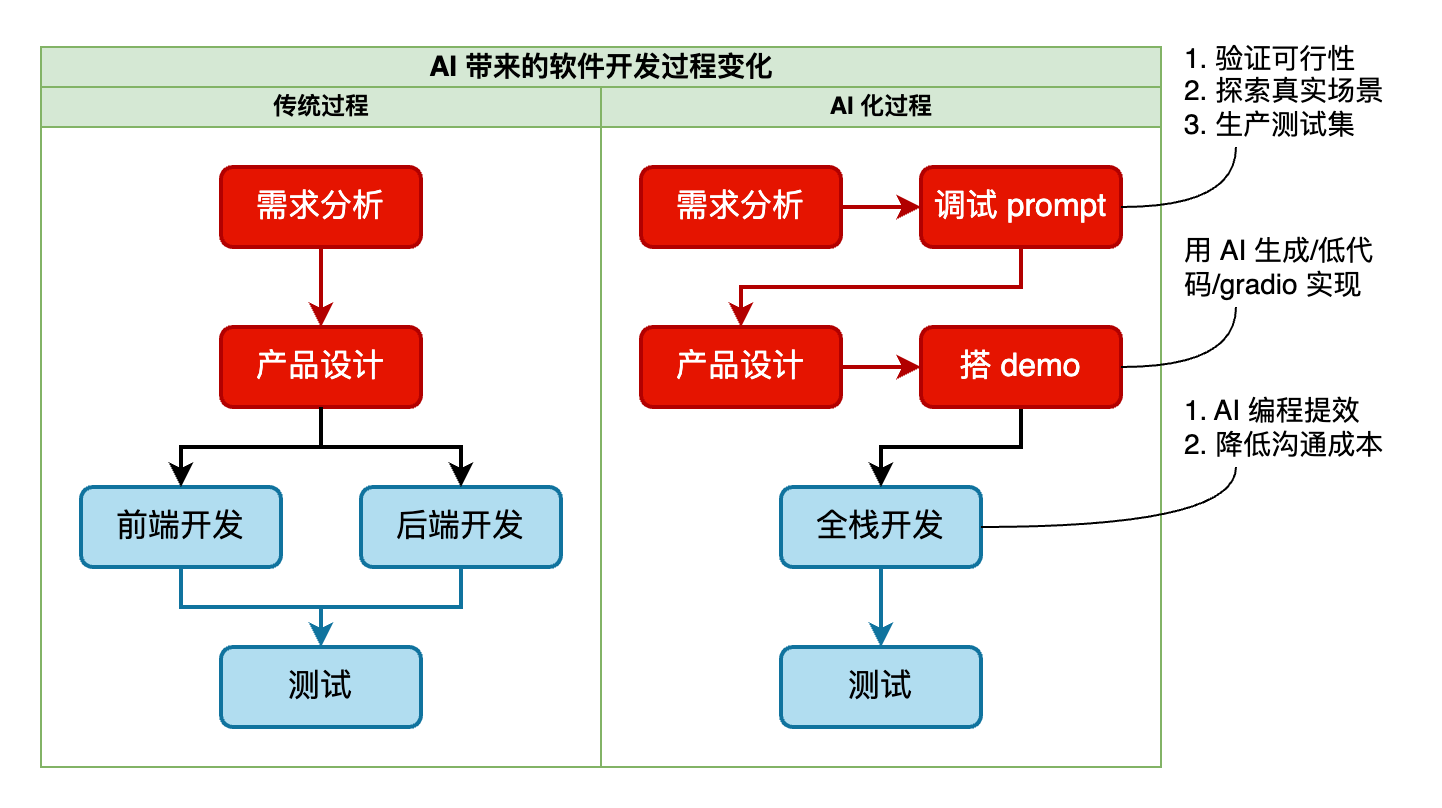 AI 带来的软件开发过程变化
传统过程
AI 化过程
需求分析
产品设计
前端开发
后端开发
测试
需求分析
调试 prompt
产品设计
搭 demo
全栈开发
测试
1. 验证可行性
2. 探索真实场景
3. 生产测试集
用 AI 生成/低代
码/gradio 实现
1. AI 编程提效
2. 降低沟通成本